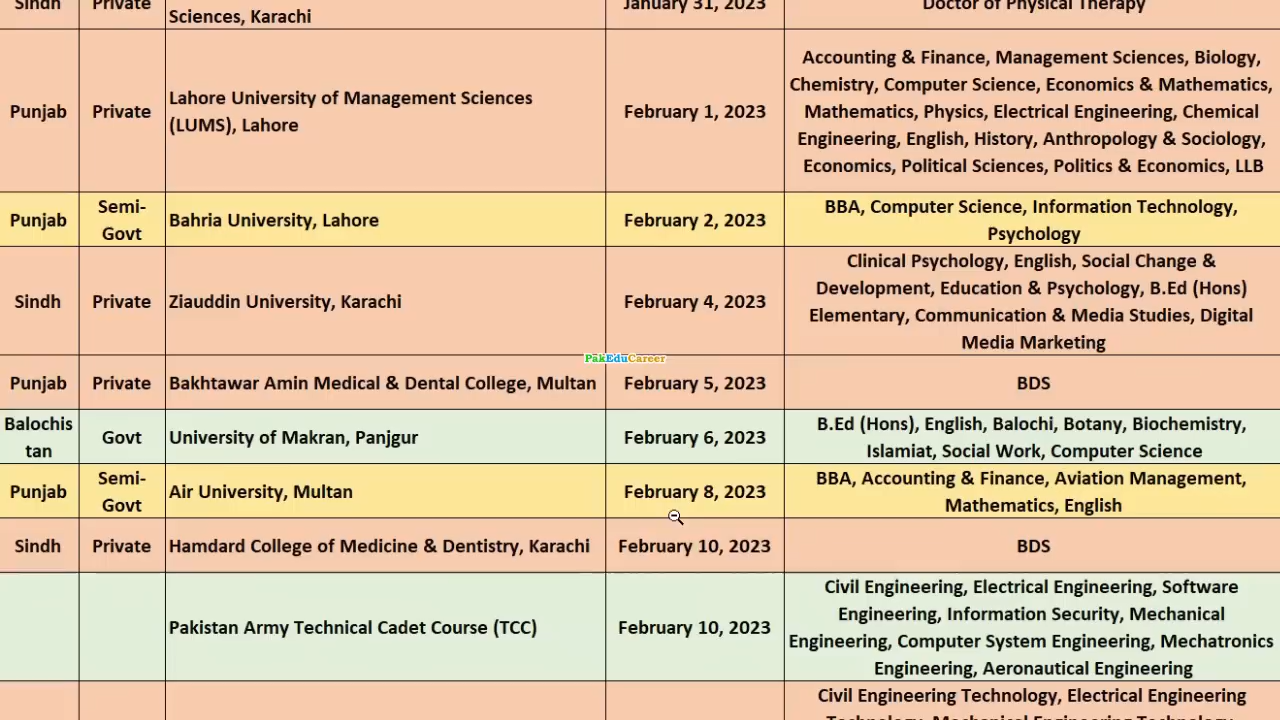 Sindh
Private
Sciences, Karachi
January 31, 2023
Doctor of Physical Therapy
Punjab
Private
Lahore University of Management Sciences
(LUMS), Lahore
February 1, 2023
Accounting & Finance, Management Sciences, Biology,
Chemistry, Computer Science, Economics & Mathematics,
Mathematics, Physics, Electrical Engineering, Chemical
Engineering, English, History, Anthropology & Sociology,
Economics, Political Sciences, Politics & Economics, LLB
Punjab
Semi-
Govt
Bahria University, Lahore
February 2, 2023
BBA, Computer Science, Information Technology,
Psychology
Sindh
Private
Ziauddin University, Karachi
February 4, 2023
Clinical Psychology, English, Social Change &
Development, Education & Psychology, B.Ed (Hons)
Elementary, Communication & Media Studies, Digital
Media Marketing
PakEduCareer
Punjab
Private
Bakhtawar Amin Medical & Dental College, Multan
February 5, 2023
BDS
Balochis
tan
Govt
University of Makran, Panjgur
February 6, 2023
B.Ed (Hons), English, Balochi, Botany, Biochemistry,
Islamiat, Social Work, Computer Science
Punjab
Semi-
Govt
Air University, Multan
February 8, 2023
BBA, Accounting & Finance, Aviation Management,
Mathematics, English
Sindh
Private
Hamdard College of Medicine & Dentistry, Karachi
February 10, 2023
BDS
Pakistan Army Technical Cadet Course (TCC)
February 10, 2023
Civil Engineering, Electrical Engineering, Software
Engineering, Information Security, Mechanical
Engineering, Computer System Engineering, Mechatronics
Engineering, Aeronautical Engineering
Civil Engineering Technology, Electrical Engineering
Technology, Mechanical Engineering Technology,